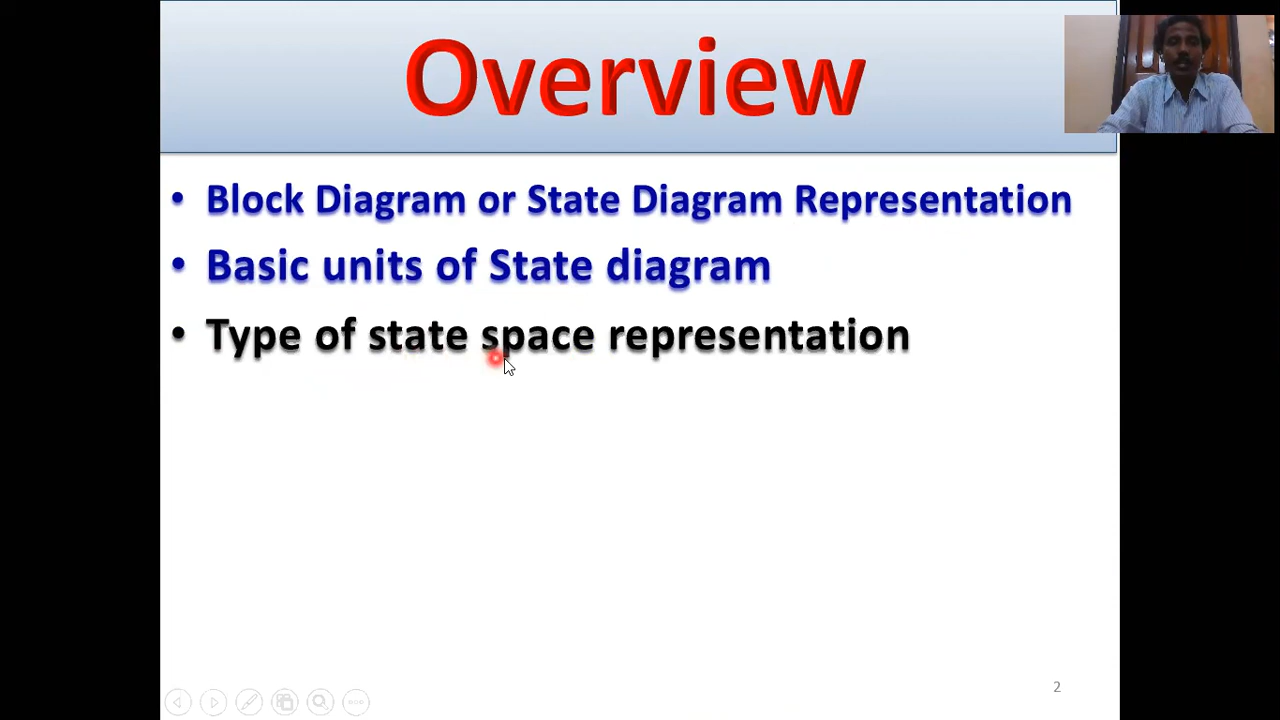 Overview
• Block Diagram or State Diagram Representation
• Basic units of State diagram
• Type of state space representation
2